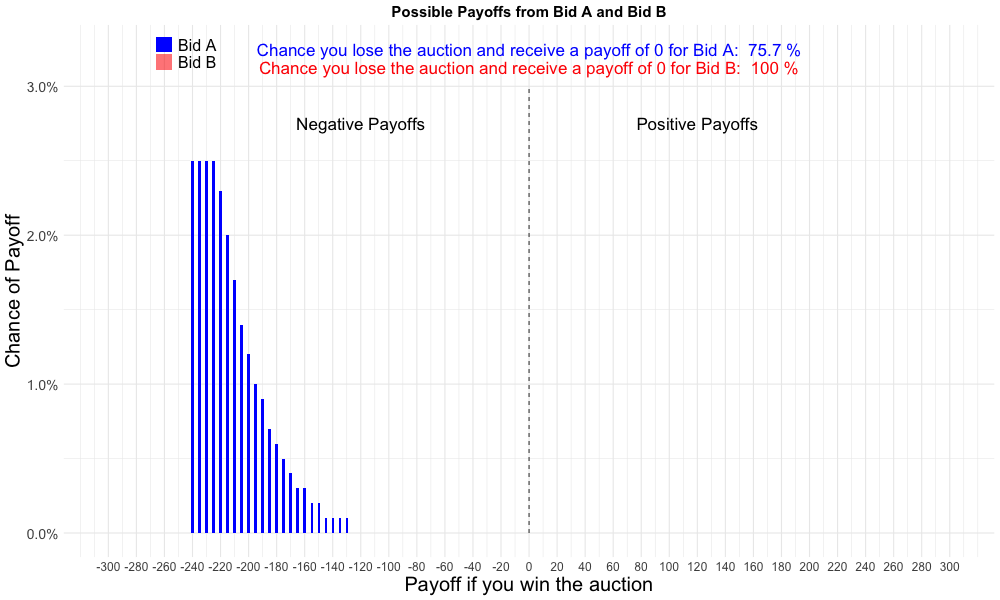 Possible Payoffs from Bid A and Bid B
Bid A
Bid B
Chance you lose the auction and receive a payoff of 0 for Bid A:  75.7 %
Chance you lose the auction and receive a payoff of 0 for Bid B:  100 %
Negative Payoffs
Positive Payoffs
Chance of Payoff
3.0%
2.0%
1.0%
0.0%
-300 -280 -260 -240 -220 -200 -180 -160 -140 -120 -100 -80 -60 -40 -20 0 20 40 60 80 100 120 140 160 180 200 220 240 260 280 300
Payoff if you win the auction